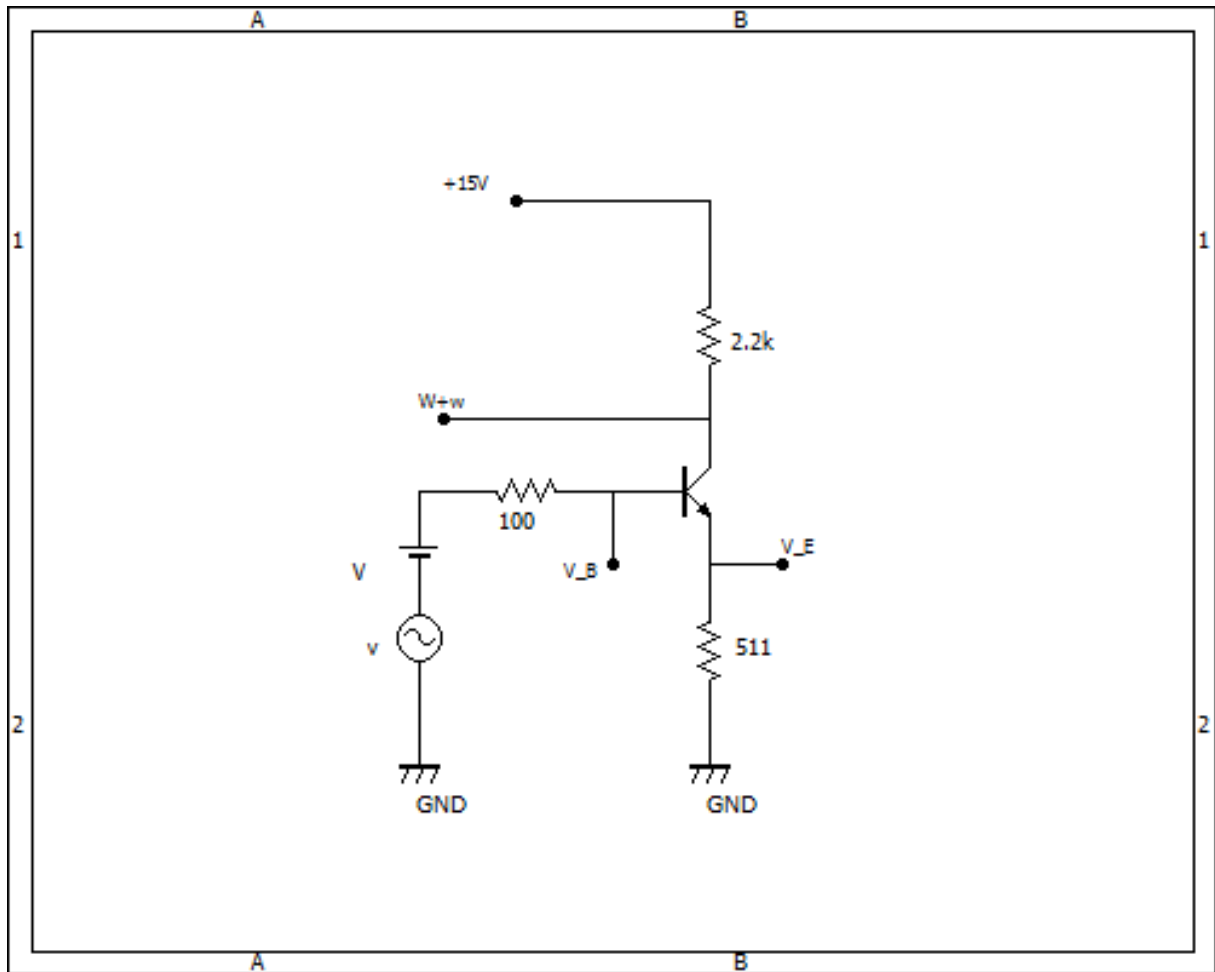 A B
+15V
1 1
2.2k
W+w
100
V_B V_E
V
v 511
2 2
GND GND
A B